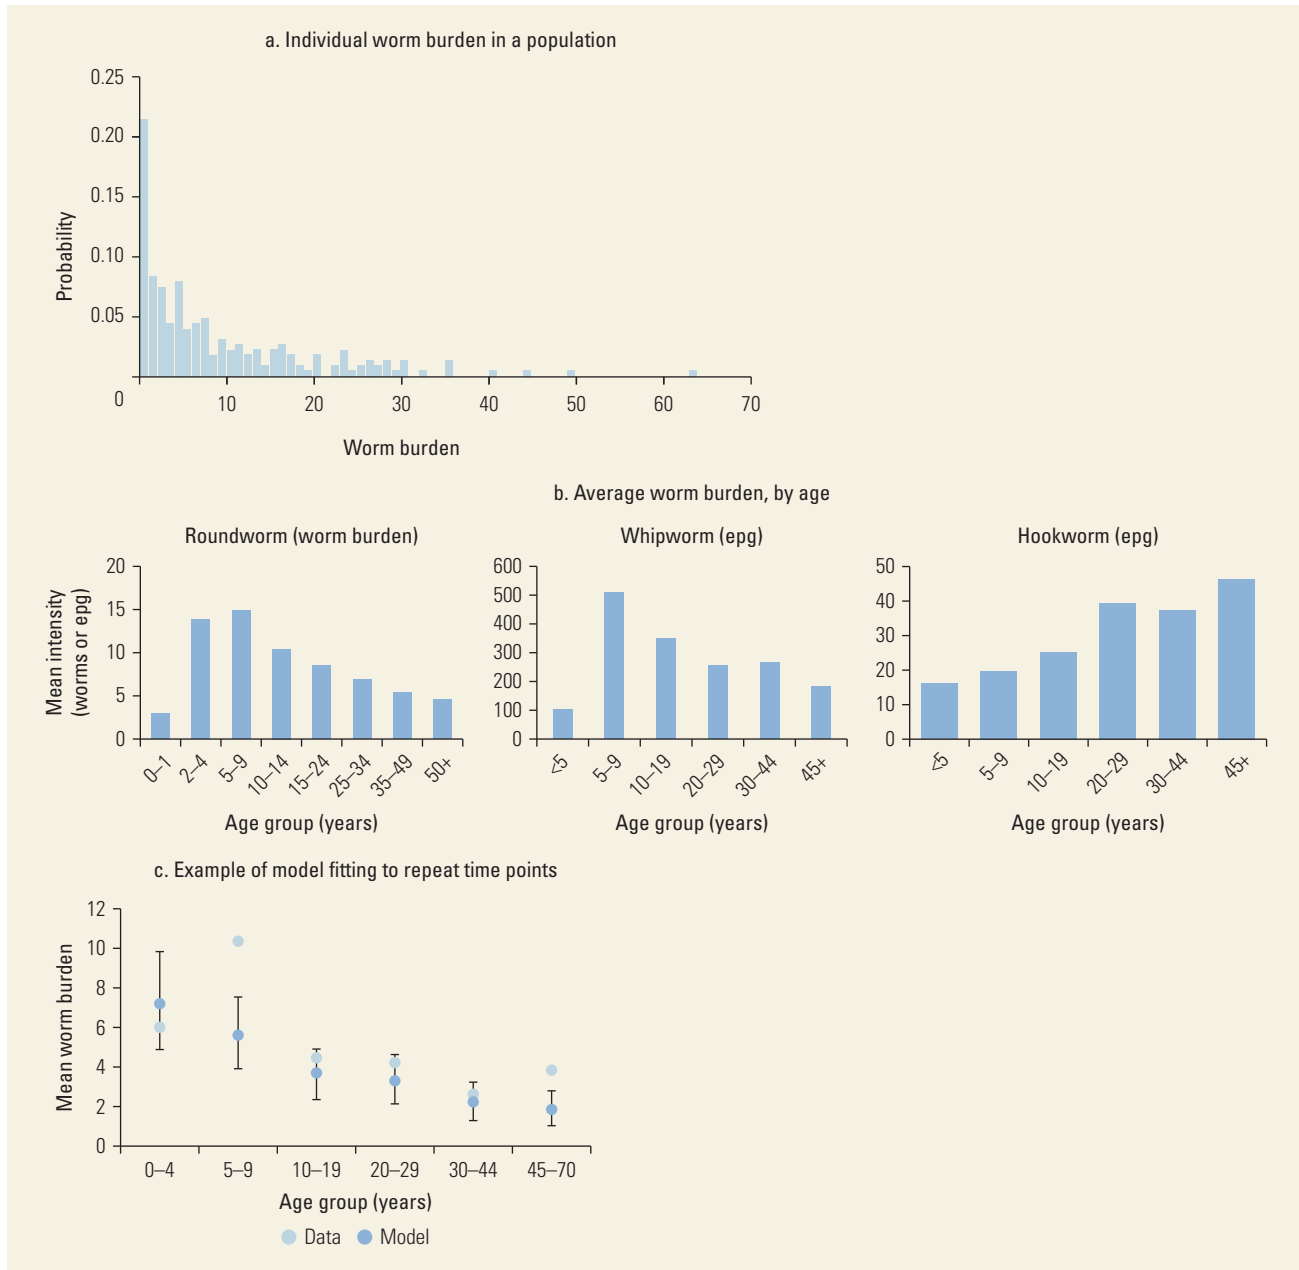 a. Individual worm burden in a population
0.25
0.20
0.15
0.10
0.05
0
Probability
10 20 30 40 50 60 70
Worm burden
b. Average worm burden, by age
Roundworm (worm burden)
Mean intensity
(worms or epg)
20
15
10
5
0
0–1 2–4 5–9 10–14 15–24 25–34 35–49 50+
Age group (years)
Whipworm (epg)
600
500
400
300
200
100
0
<5 5–9 10–19 20–29 30–44 45+
Age group (years)
Hookworm (epg)
50
40
30
20
10
0
<5 5–9 10–19 20–29 30–44 45+
Age group (years)
c. Example of model fitting to repeat time points
Mean worm burden
12
10
8
6
4
2
0
0–4 5–9 10–19 20–29 30–44 45–70
Age group (years)
Data Model